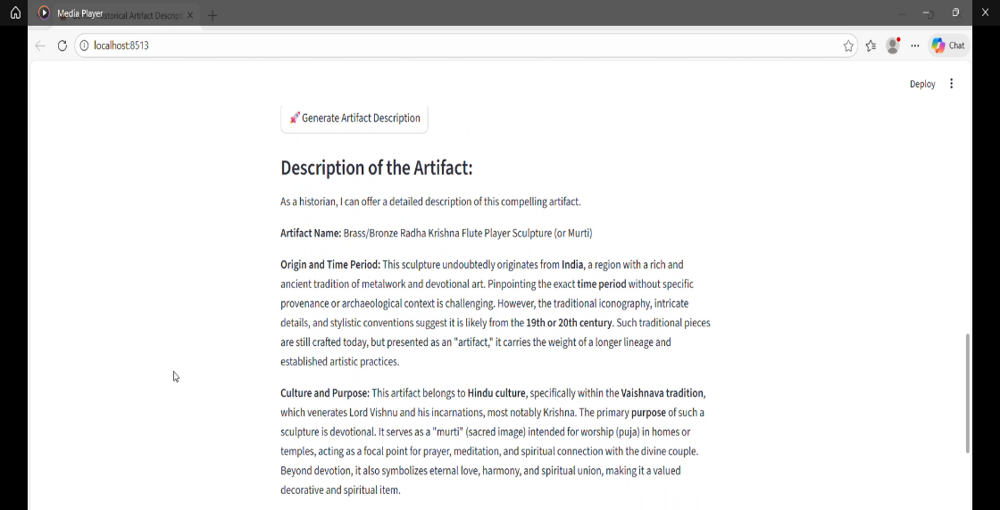 Media Player
localhost:8513
Chat
Deploy
🚀 Generate Artifact Description
Description of the Artifact:
As a historian, I can offer a detailed description of this compelling artifact.
Artifact Name: Brass/Bronze Radha Krishna Flute Player Sculpture (or Murti)
Origin and Time Period: This sculpture undoubtedly originates from India, a region with a rich and
ancient tradition of metalwork and devotional art. Pinpointing the exact time period without specific
provenance or archaeological context is challenging. However, the traditional iconography, intricate
details, and stylistic conventions suggest it is likely from the 19th or 20th century. Such traditional pieces
are still crafted today, but presented as an "artifact," it carries the weight of a longer lineage and
established artistic practices.
Culture and Purpose: This artifact belongs to Hindu culture, specifically within the Vaishnava tradition,
which venerates Lord Vishnu and his incarnations, most notably Krishna. The primary purpose of such a
sculpture is devotional. It serves as a "murti" (sacred image) intended for worship (puja) in homes or
temples, acting as a focal point for prayer, meditation, and spiritual connection with the divine couple.
Beyond devotion, it also symbolizes eternal love, harmony, and spiritual union, making it a valued
decorative and spiritual item.